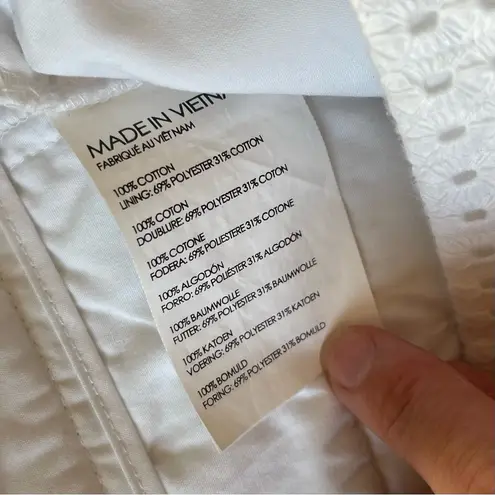 MADE IN VIETNA
FABRIQUÉ AU VIÊT NAM
100% COTTON
LINING: 69% POLYESTER 31% COTTON
100% COTON
DOUBLURE: 69% POLYESTER 31% COTON
100% COTONE
FODERA: 69% POLIESTERE 31% COTONE
100% ALGODÓN
FORRO: 69% POLIÉSTER 31% ALGODÓN
100% BAUMWOLLE
FUTTER: 69% POLYESTER 31% BAUMWOLLE
100% KATOEN
VOERING: 69% POLYESTER 31% KATOEN
100% BOMULD
FORING: 69% POLYESTER 31% BOMULD